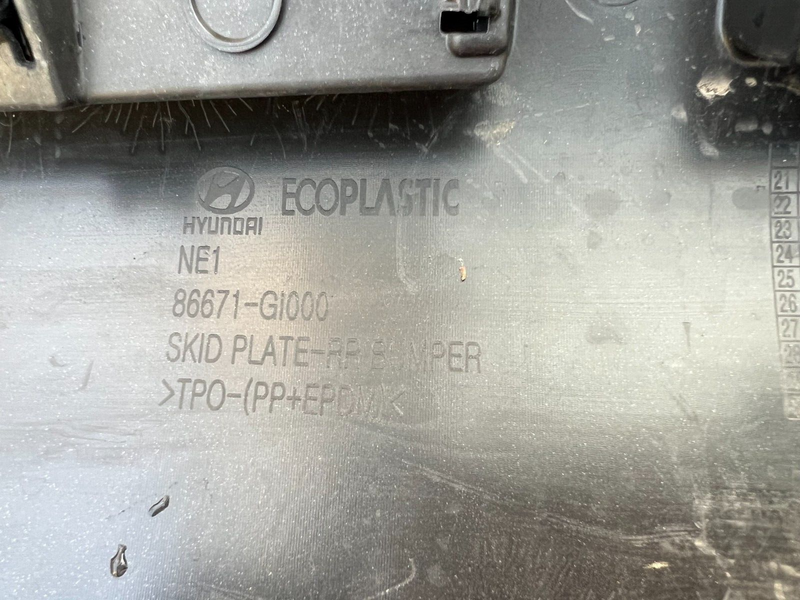 HYUNDAI ECOPLASTIC
NE1
86671-GI000
SKID PLATE-RR BUMPER
>TPO-(PP+EPDM)<
21
22
23
24
25
26
27
28